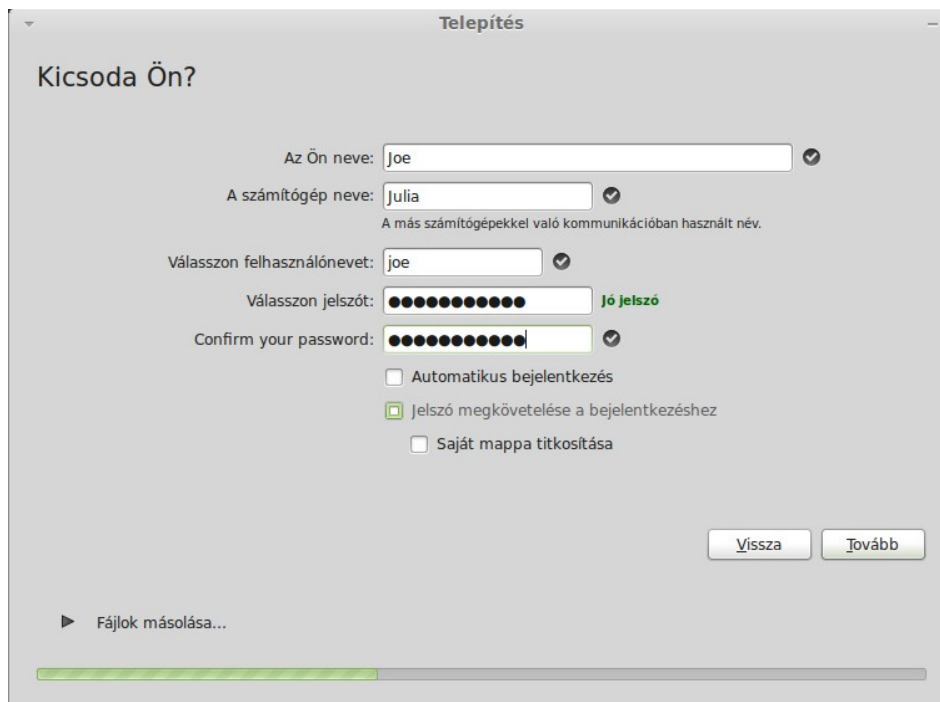 Telepítés
Kicsoda Ön?
Az Ön neve: Joe
A számítógép neve: Julia
A más számítógépekkel való kommunikációban használt név.
Válasszon felhasználónevet: joe
Válasszon jelszót: ●●●●●●●●●●● Jó jelszó
Confirm your password: ●●●●●●●●●●●
Automatikus bejelentkezés
Jelszó megkövetelése a bejelentkezéshez
Saját mappa titkosítása
Vissza Tovább
Fájlok másolása...